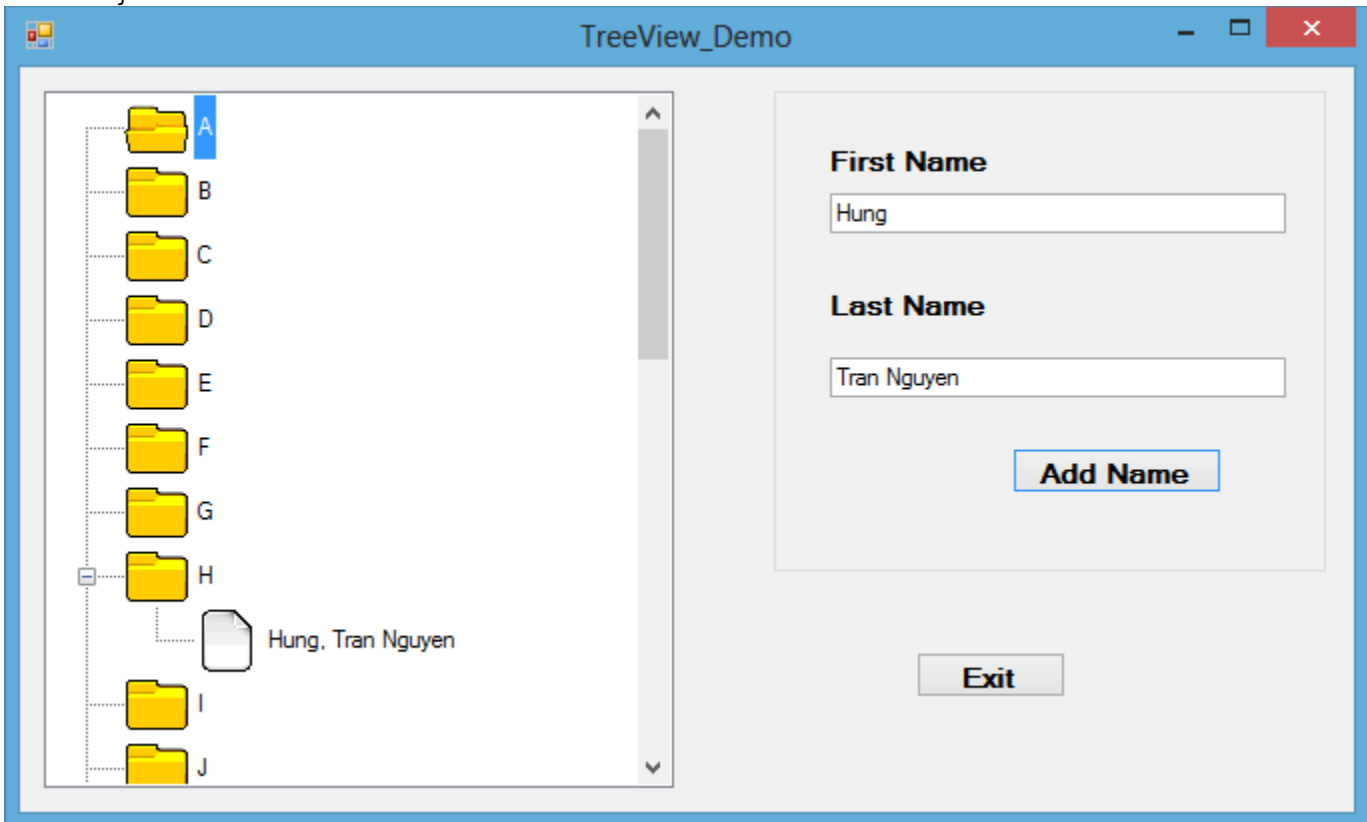 TreeView_Demo
A
B
C
D
E
F
G
H
Hung, Tran Nguyen
I
J
First Name
Hung
Last Name
Tran Nguyen
Add Name
Exit